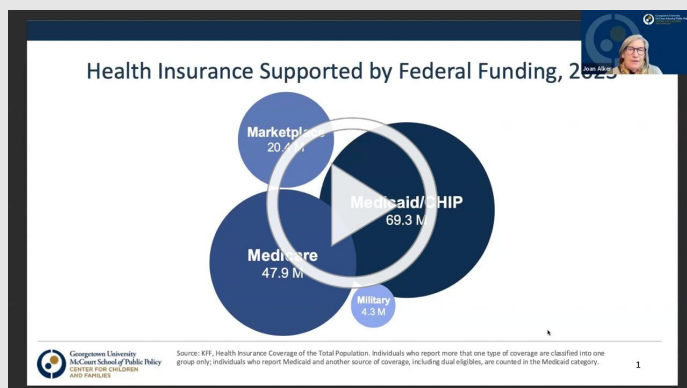 Health Insurance Supported by Federal Funding, 2023
Joan Alker
Marketplace
20.4 M
Medicaid/CHIP
69.3 M
Medicare
47.9 M
Military
4.3 M
Georgetown University
McCourt School of Public Policy
CENTER FOR CHILDREN
AND FAMILIES
Source: KFF, Health Insurance Coverage of the Total Population. Individuals who report more that one type of coverage are classified into one
group only; individuals who report Medicaid and another source of coverage, including dual eligibles, are counted in the Medicaid category.
1